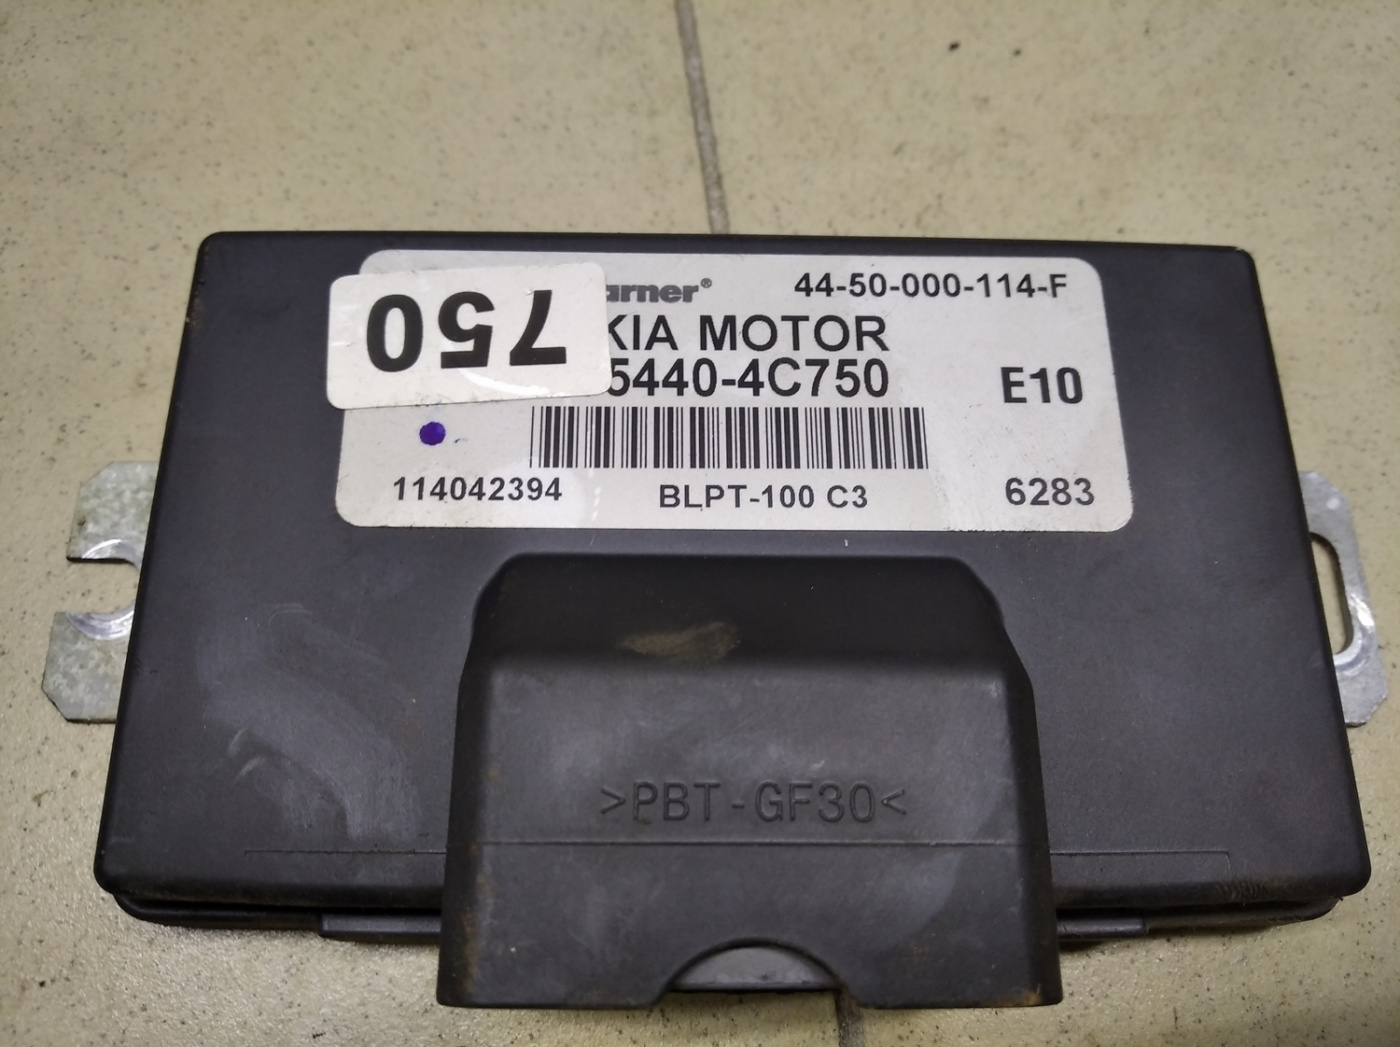 arner® 44-50-000-114-F
750
KIA MOTOR
5440-4C750
E10
114042394 BLPT-100 C3 6283
>PBT-GF30<